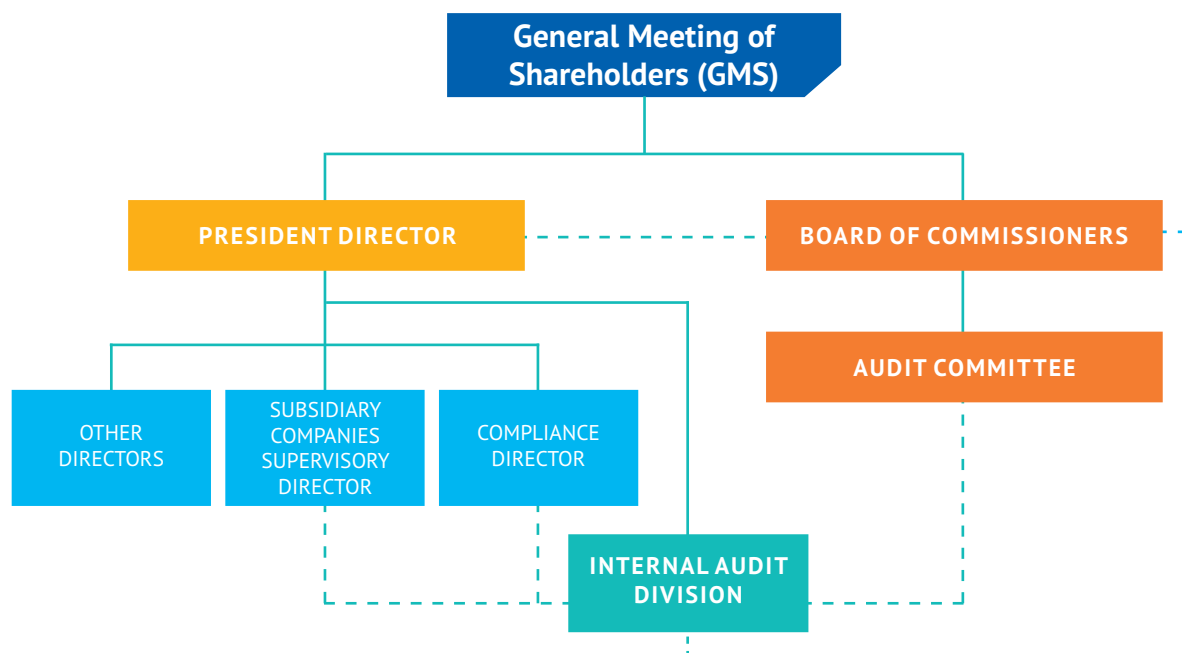 General Meeting of
Shareholders (GMS)
PRESIDENT DIRECTOR
BOARD OF COMMISSIONERS
AUDIT COMMITTEE
OTHER
DIRECTORS
SUBSIDIARY
COMPANIES
SUPERVISORY
DIRECTOR
COMPLIANCE
DIRECTOR
INTERNAL AUDIT
DIVISION